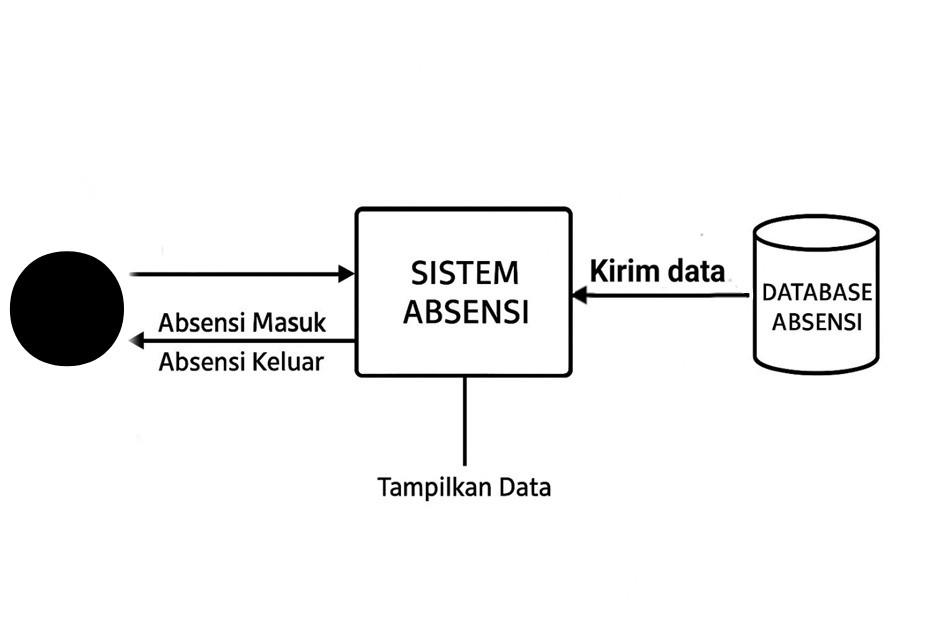 SISTEM
ABSENSI
Kirim data
DATABASE
ABSENSI
Absensi Masuk
Absensi Keluar
Tampilkan Data